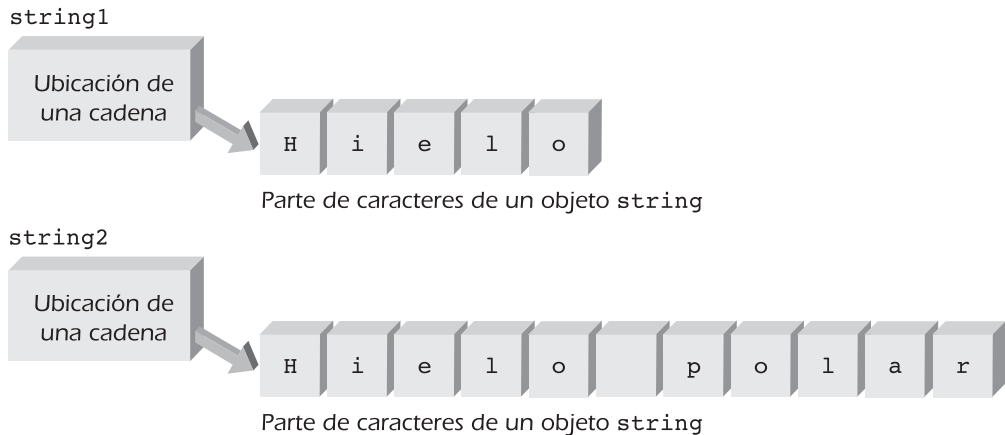 string1
Ubicación de
una cadena
H i e l o
Parte de caracteres de un objeto string
string2
Ubicación de
una cadena
H i e l o p o l a r
Parte de caracteres de un objeto string